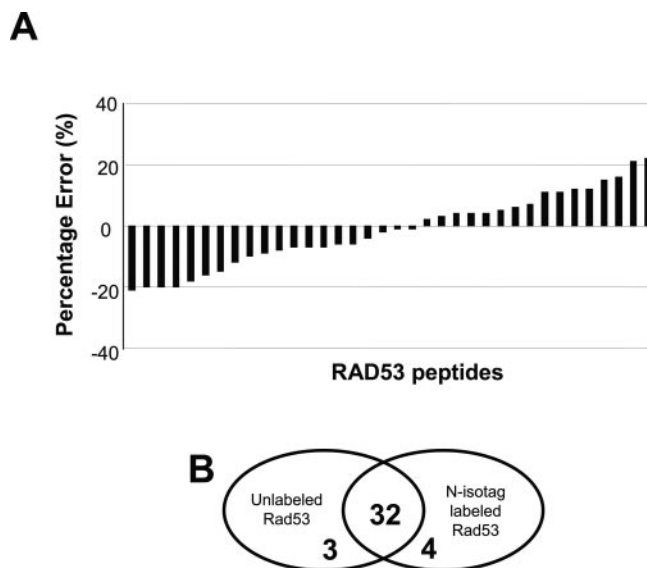 A
Percentage Error (%)
40
20
0
-20
-40
RAD53 peptides
B
Unlabeled
Rad53
3
32
N-isotag
labeled
Rad53
4